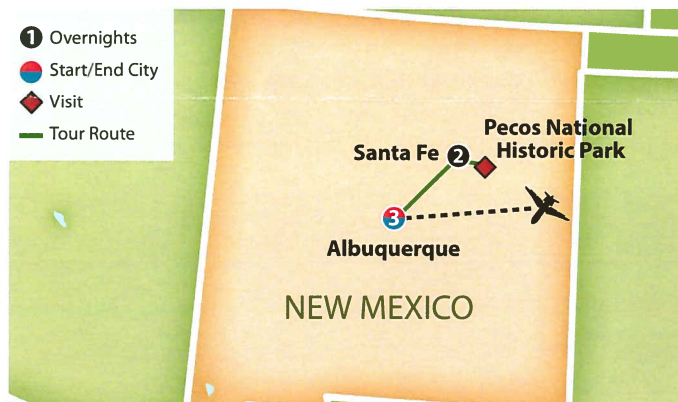 1 Overnights
Start/End City
Visit
Tour Route
Pecos National
Historic Park
Santa Fe 2
3
Albuquerque
NEW MEXICO